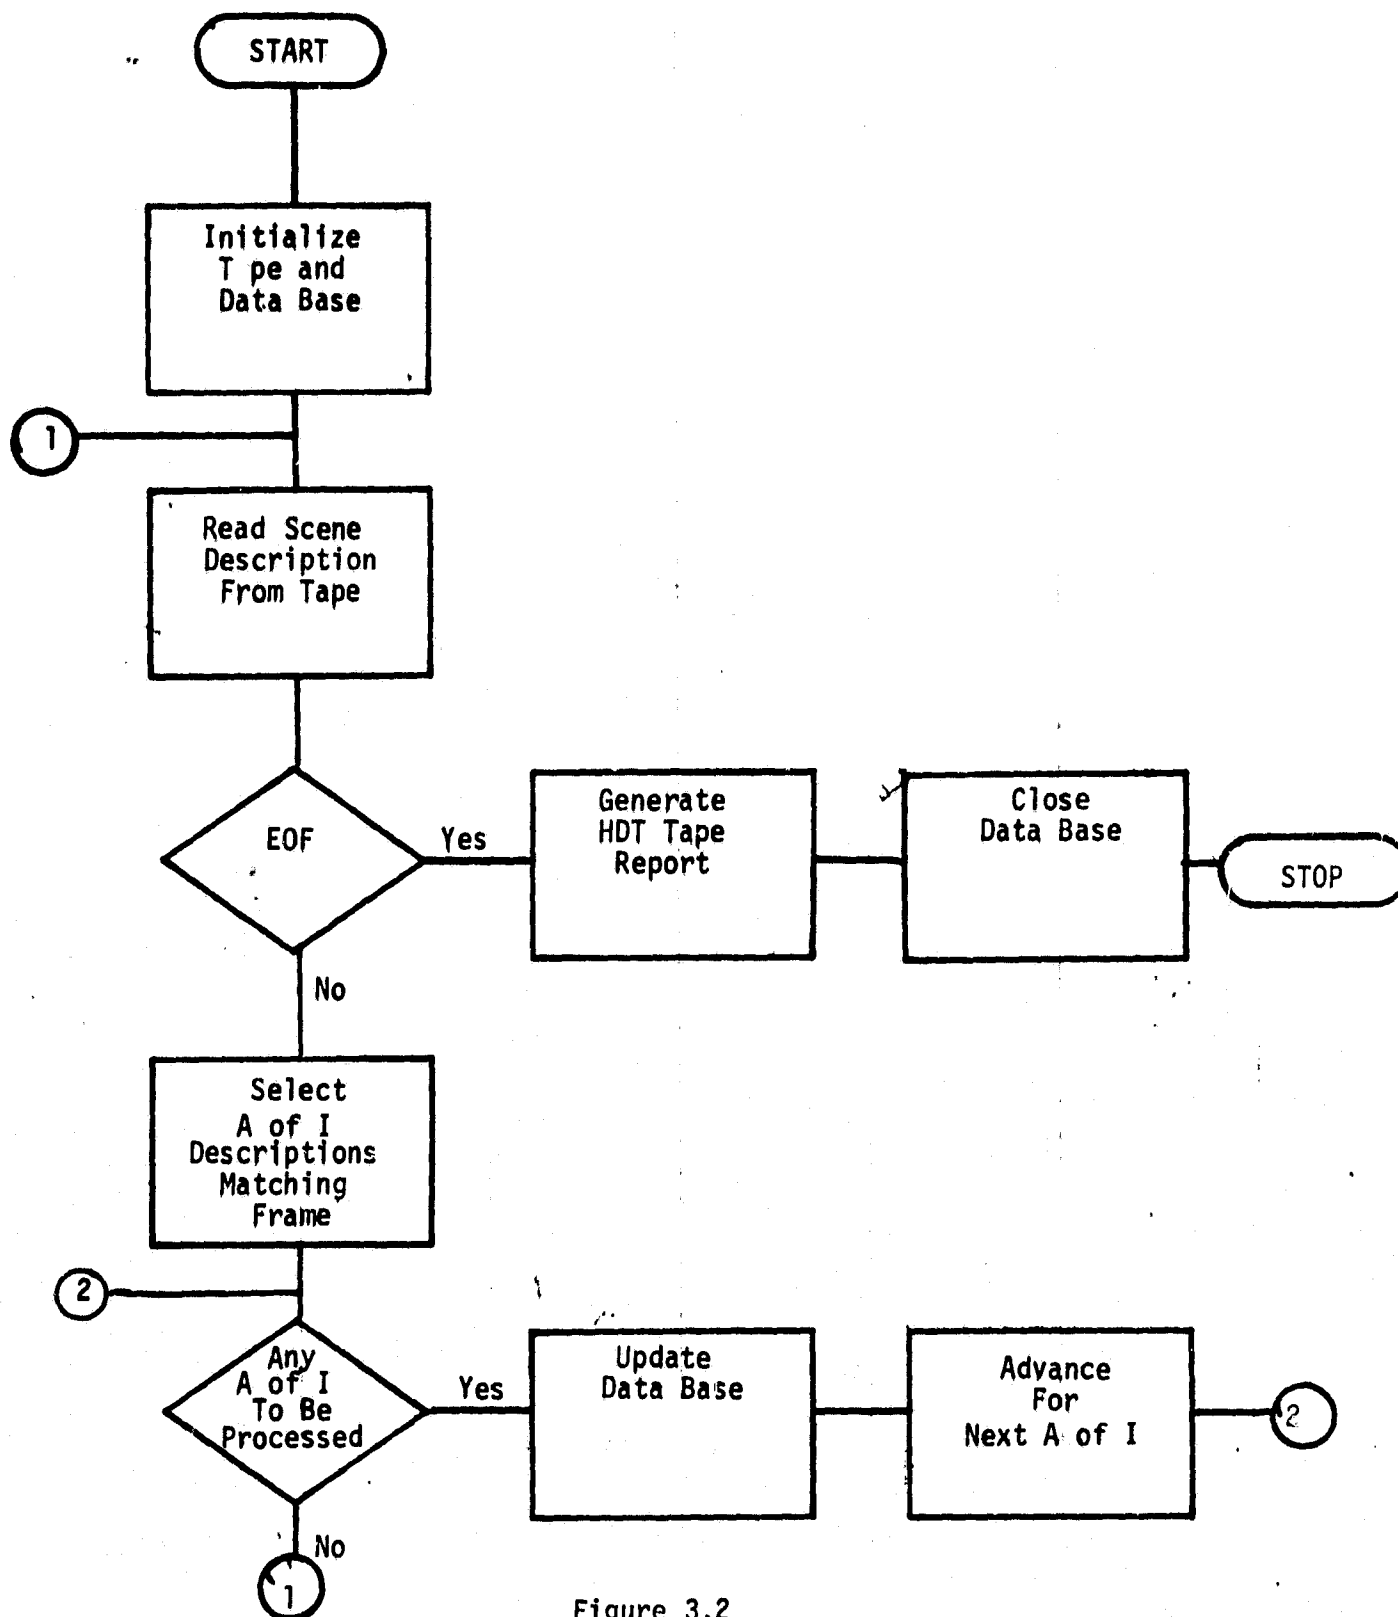 START
Initialize
T pe and
Data Base
1
Read Scene
Description
From Tape
EOF
Yes
Generate
HDT Tape
Report
Close
Data Base
STOP
No
Select
A of I
Descriptions
Matching
Frame
2
Any
A of I
To Be
Processed
Yes
Update
Data Base
Advance
For
Next A of I
2
No
1
Figure 3.2